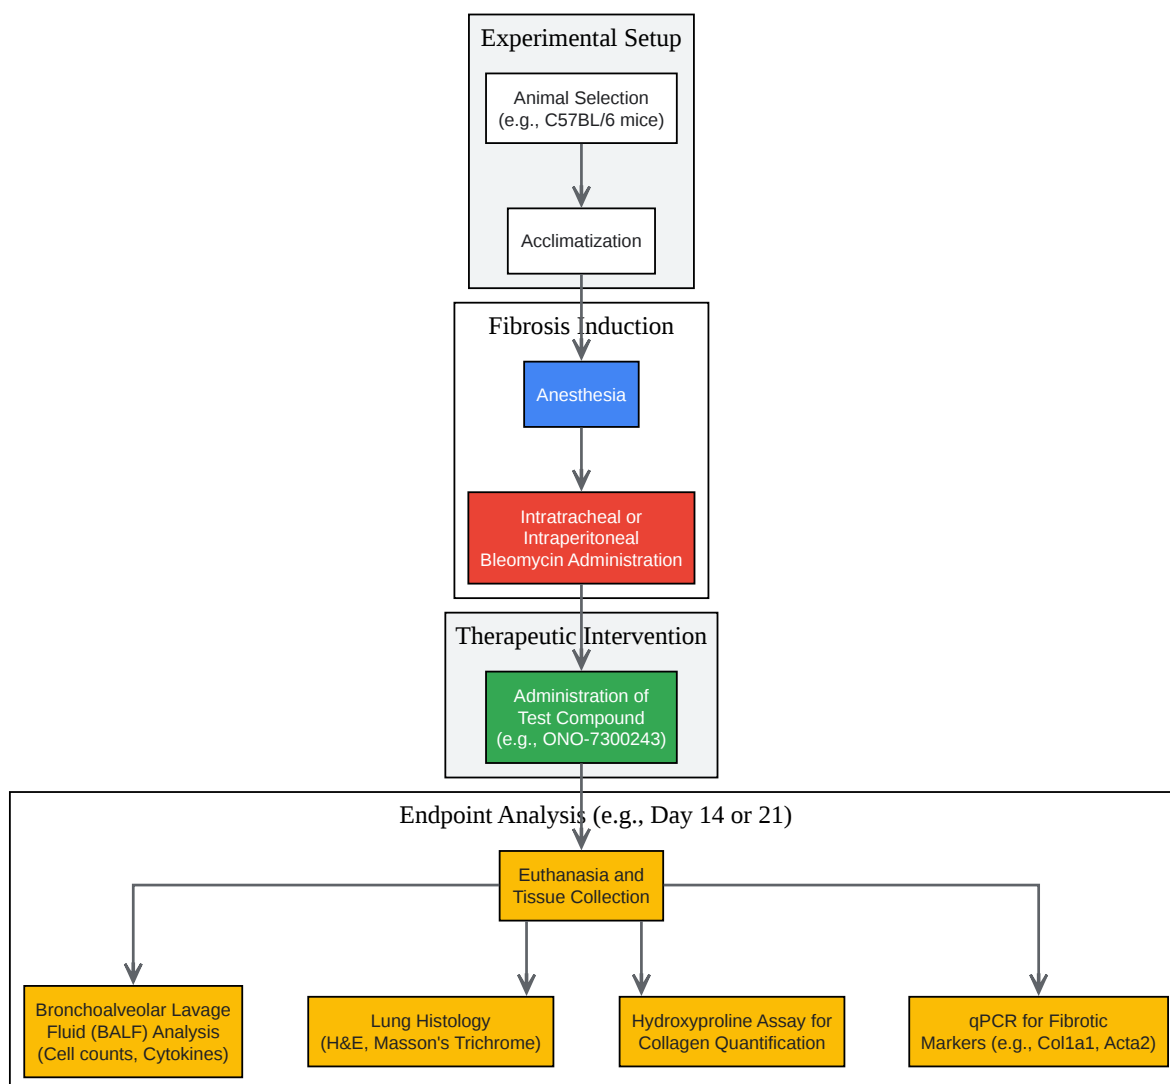 Experimental Setup
Animal Selection
(e.g., C57BL/6 mice)
Acclimatization
Fibrosis Induction
Anesthesia
Intratracheal or
Intraperitoneal
Bleomycin Administration
Therapeutic Intervention
Administration of
Test Compound
(e.g., ONO-7300243)
Endpoint Analysis (e.g., Day 14 or 21)
Euthanasia and
Tissue Collection
Bronchoalveolar Lavage
Fluid (BALF) Analysis
(Cell counts, Cytokines)
Lung Histology
(H&E, Masson's Trichrome)
Hydroxyproline Assay for
Collagen Quantification
qPCR for Fibrotic
Markers (e.g., Col1a1, Acta2)